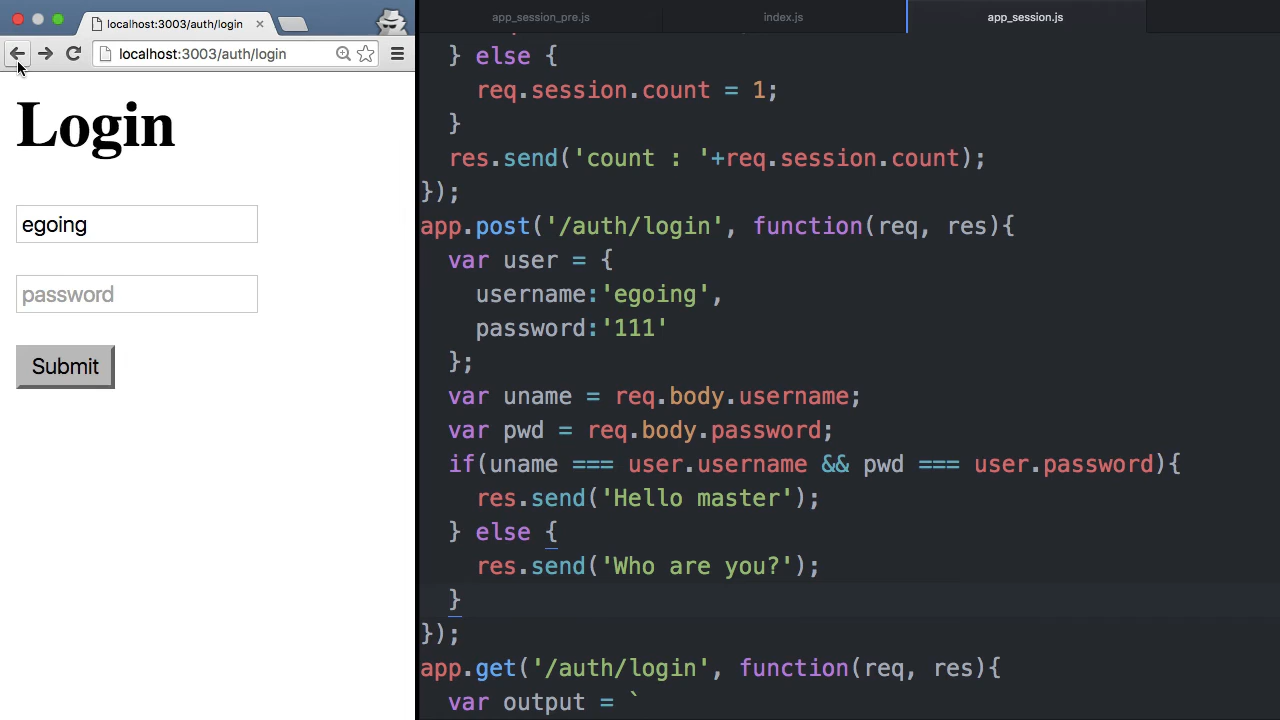 localhost:3003/auth/login
localhost:3003/auth/login
Login
egoing
password
Submit
app_session_pre.js
index.js
app_session.js
} else {
req.session.count = 1;
}
res.send('count : '+req.session.count);
});
app.post('/auth/login', function(req, res){
var user = {
username:'egoing',
password:'111'
};
var uname = req.body.username;
var pwd = req.body.password;
if(uname === user.username && pwd === user.password){
res.send('Hello master');
} else {
res.send('Who are you?');
}
});
app.get('/auth/login', function(req, res){
var output = `